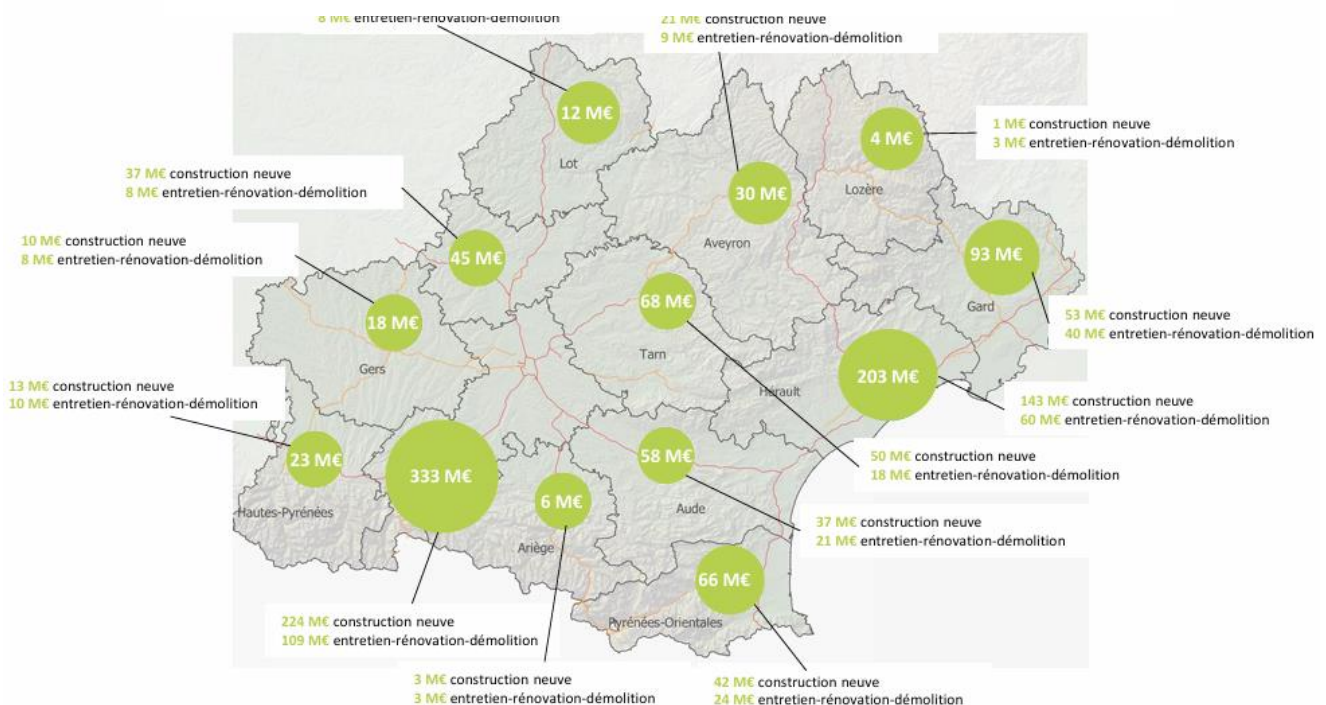 8 M€ entretien-rénovation-démolition
21 M€ construction neuve
9 M€ entretien-rénovation-démolition
12 M€
Lot
4 M€
Lozère
1 M€ construction neuve
3 M€ entretien-rénovation-démolition
37 M€ construction neuve
8 M€ entretien-rénovation-démolition
30 M€
Aveyron
10 M€ construction neuve
8 M€ entretien-rénovation-démolition
45 M€
93 M€
Gard
68 M€
Tarn
18 M€
Gers
53 M€ construction neuve
40 M€ entretien-rénovation-démolition
203 M€
Hérault
13 M€ construction neuve
10 M€ entretien-rénovation-démolition
143 M€ construction neuve
60 M€ entretien-rénovation-démolition
23 M€
Hautes-Pyrénées
333 M€
6 M€
Ariège
58 M€
Aude
50 M€ construction neuve
18 M€ entretien-rénovation-démolition
37 M€ construction neuve
21 M€ entretien-rénovation-démolition
66 M€
Pyrénées-Orientales
224 M€ construction neuve
109 M€ entretien-rénovation-démolition
3 M€ construction neuve
3 M€ entretien-rénovation-démolition
42 M€ construction neuve
24 M€ entretien-rénovation-démolition